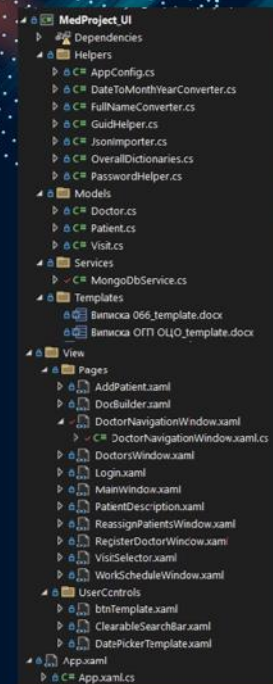 MedProject_UI
Dependencies
Helpers
C# AppConfig.cs
C# DateToMonthYearConverter.cs
C# FullNameConverter.cs
C# GuidHelper.cs
C# JsonImporter.cs
C# OverallDictionaries.cs
C# PasswordHelper.cs
Models
C# Doctor.cs
C# Patient.cs
C# Visit.cs
Services
C# MongoDbService.cs
Templates
Виписка 066_template.docx
Виписка ОГП ОЦО_template.docx
View
Pages
AddPatient.xaml
DocBuilder.xaml
DoctorNavigationWindow.xaml
C# DoctorNavigationWindow.xaml.cs
DoctorsWindow.xaml
Login.xaml
MainWindow.xaml
PatientDescription.xaml
ReassignPatientsWindow.xaml
RegisterDoctorWindow.xaml
VisitSelector.xaml
WorkScheduleWindow.xaml
UserControls
btnTemplate.xaml
ClearableSearchBar.xaml
DatePickerTemplate.xaml
App.xaml
C# App.xaml.cs